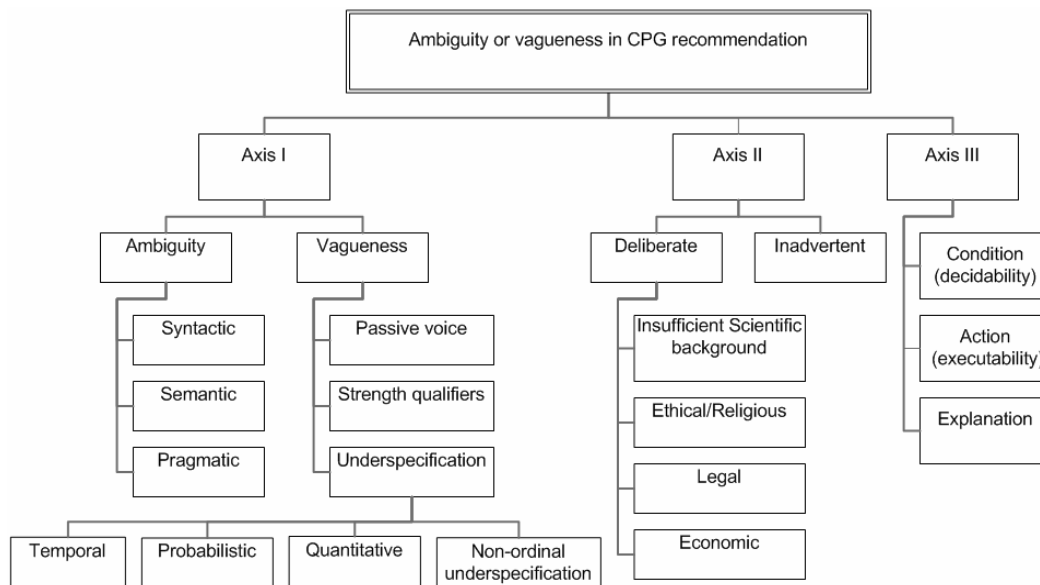 Ambiguity or vagueness in CPG recommendation
Axis I
Axis II
Axis III
Ambiguity
Vagueness
Deliberate
Inadvertent
Condition
(decidability)
Syntactic
Passive voice
Insufficient Scientific
background
Action
(executability)
Semantic
Strength qualifiers
Ethical/Religious
Explanation
Pragmatic
Underspecification
Legal
Temporal
Probabilistic
Quantitative
Non-ordinal
underspecification
Economic